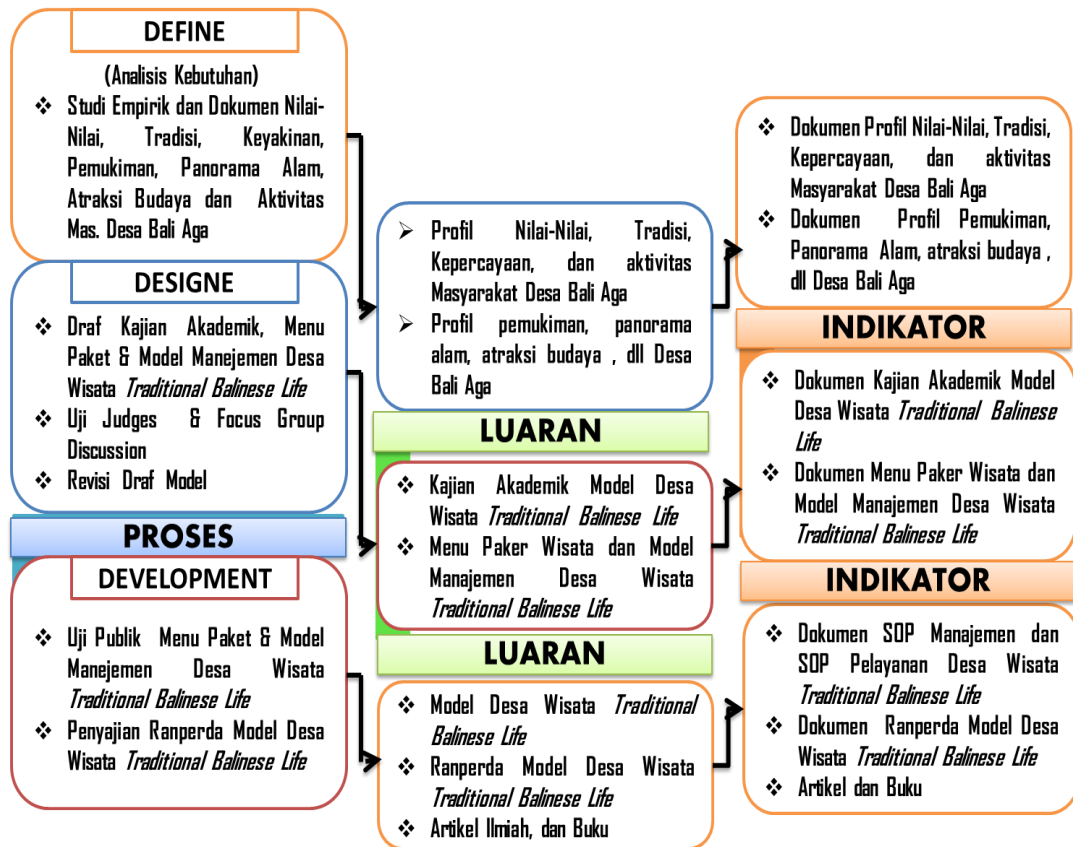 DEFINE
(Analisis Kebutuhan)
❖ Studi Empirik dan Dokumen Nilai-
Nilai, Tradisi, Keyakinan,
Pemukiman, Panorama Alam,
Atraksi Budaya dan Aktivitas
Mas. Desa Bali Aga
DESIGNE
❖ Draf Kajian Akademik, Menu
Paket & Model Manejemen Desa
Wisata Traditional Balinese Life
❖ Uji Judges & Focus Group
Discussion
❖ Revisi Draf Model
PROSES
DEVELOPMENT
❖ Uji Publik Menu Paket & Model
Manejemen Desa Wisata
Traditional Balinese Life
❖ Penyajian Ranperda Model Desa
Wisata Traditional Balinese Life
➢ Profil Nilai-Nilai, Tradisi,
Kepercayaan, dan aktivitas
Masyarakat Desa Bali Aga
➢ Profil pemukiman, panorama
alam, atraksi budaya , dll Desa
Bali Aga
LUARAN
❖ Kajian Akademik Model Desa
Wisata Traditional Balinese Life
❖ Menu Paker Wisata dan Model
Manajemen Desa Wisata
Traditional Balinese Life
LUARAN
❖ Model Desa Wisata Traditional
Balinese Life
❖ Ranperda Model Desa Wisata
Traditional Balinese Life
❖ Artikel Ilmiah, dan Buku
❖ Dokumen Profil Nilai-Nilai, Tradisi,
Kepercayaan, dan aktivitas
Masyarakat Desa Bali Aga
❖ Dokumen Profil Pemukiman,
Panorama Alam, atraksi budaya ,
dll Desa Bali Aga
INDIKATOR
❖ Dokumen Kajian Akademik Model
Desa Wisata Traditional Balinese
Life
❖ Dokumen Menu Paker Wisata dan
Model Manajemen Desa Wisata
Traditional Balinese Life
INDIKATOR
❖ Dokumen SOP Manajemen dan
SOP Pelayanan Desa Wisata
Traditional Balinese Life
❖ Dokumen Ranperda Model Desa
Wisata Traditional Balinese Life
❖ Artikel dan Buku